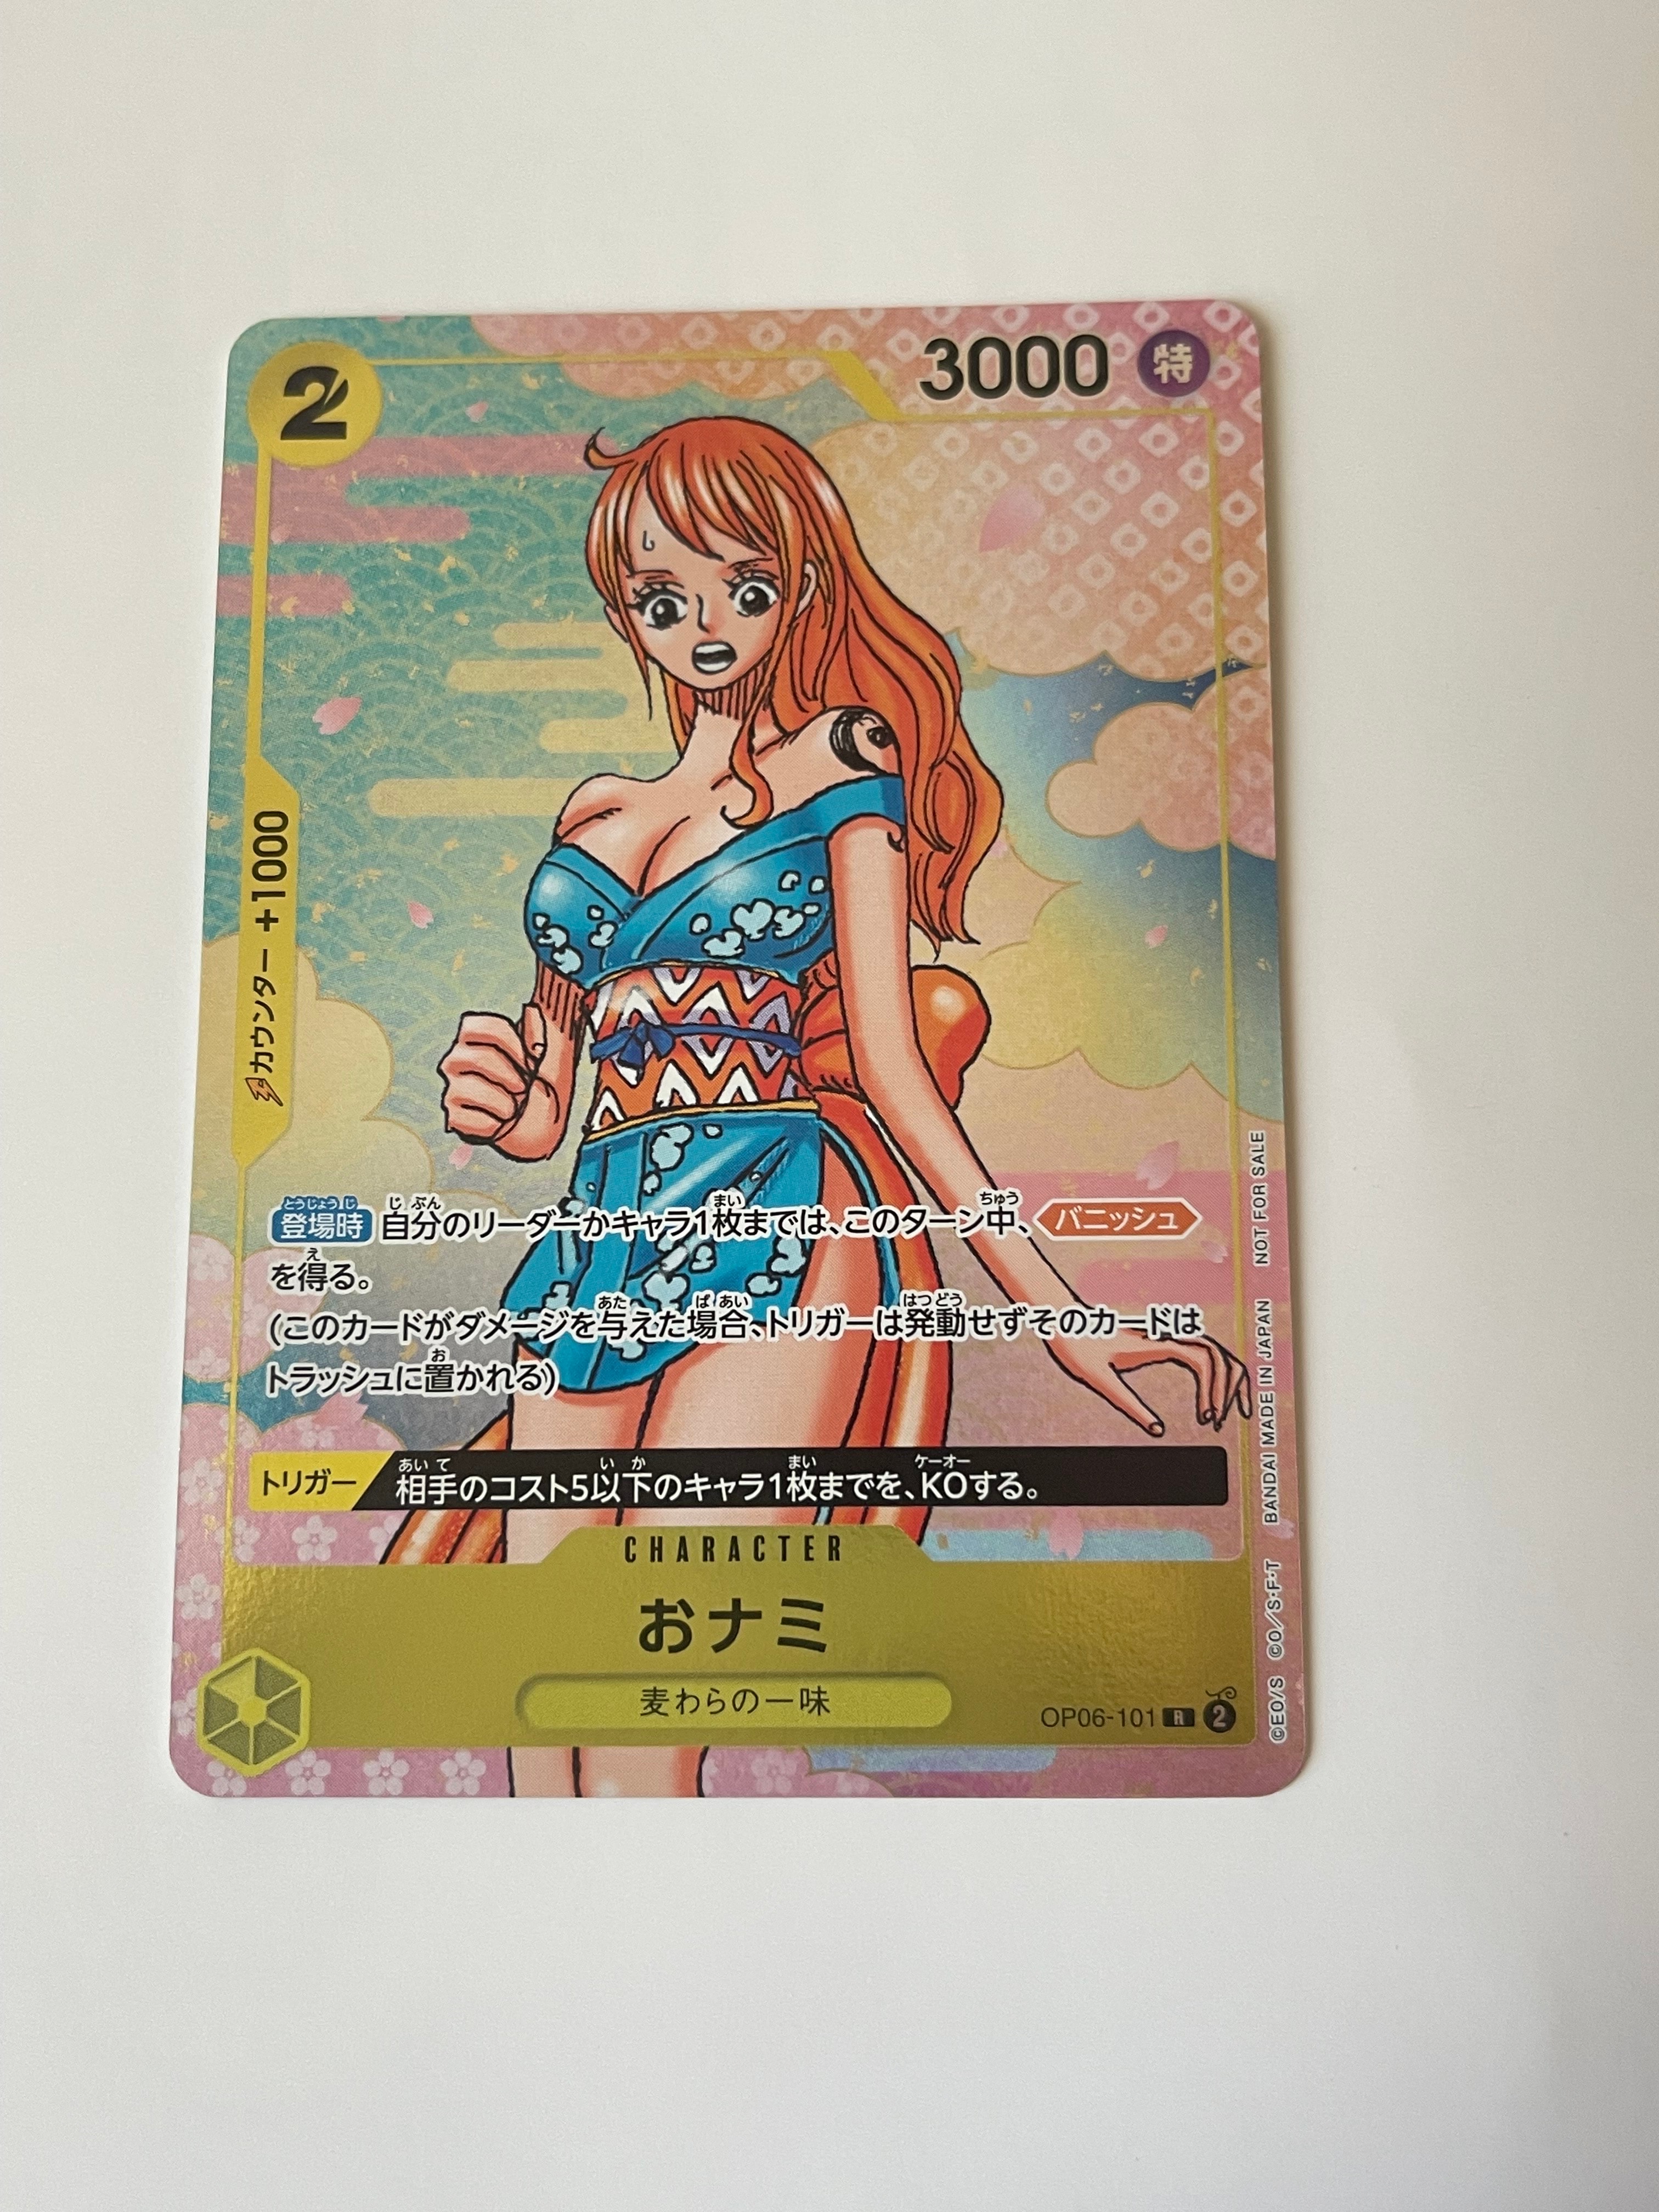 2
3000 特
カウンター +1000
登場時 自分のリーダーかキャラ1枚までは、このターン中、バニッシュ
を得る。
(このカードがダメージを与えた場合、トリガーは発動せずそのカードは
トラッシュに置かれる)
トリガー 相手のコスト5以下のキャラ1枚までを、KOする。
CHARACTER
おナミ
麦わらの一味
OP06-101 R 2
©EO/S ©O/S･F･T BANDAI MADE IN JAPAN NOT FOR SALE